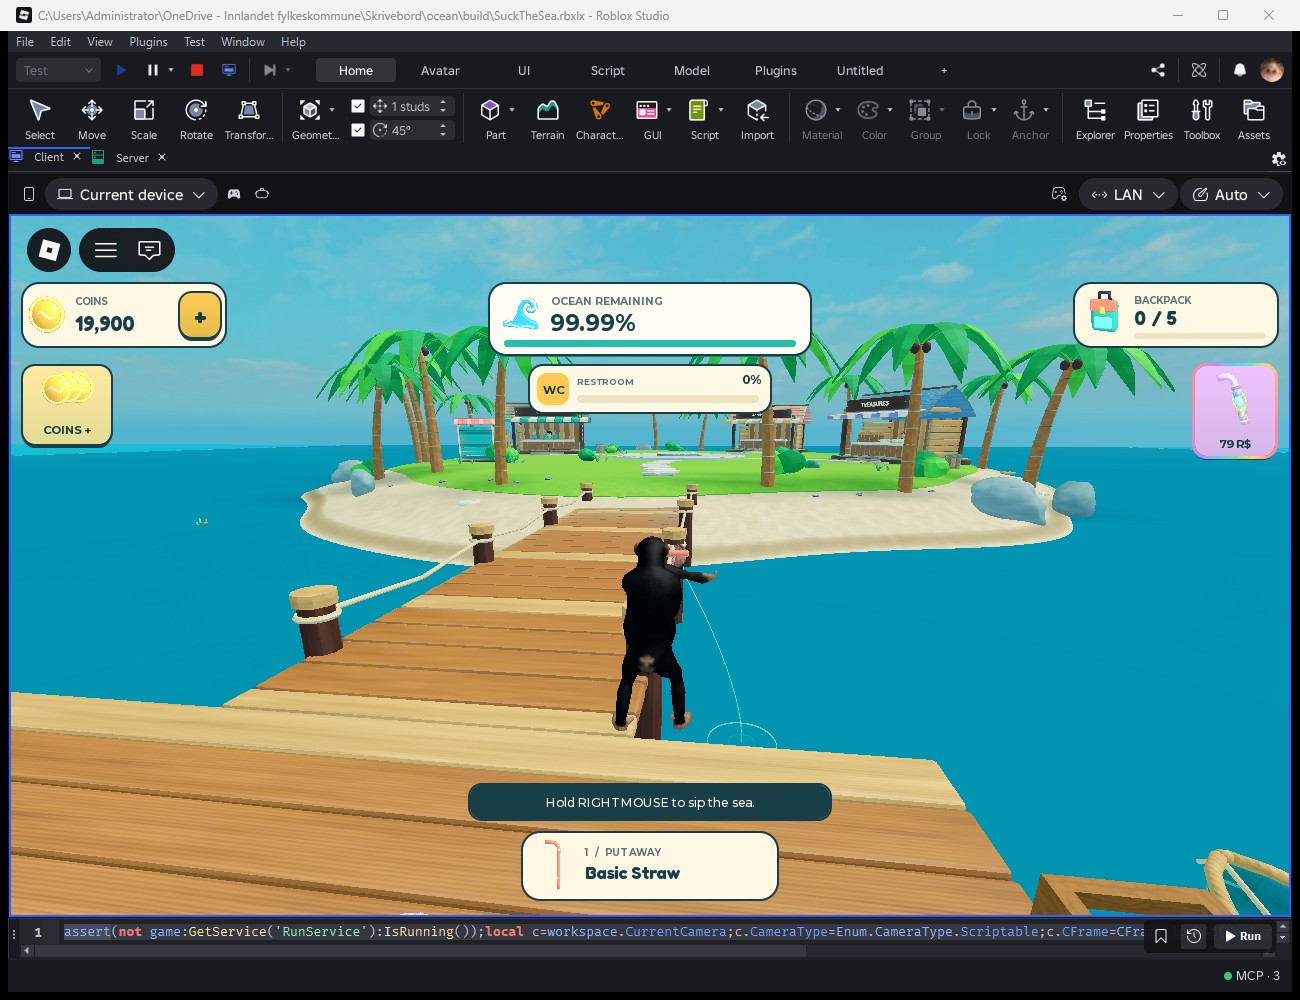 C:\Users\Administrator\OneDrive - Innlandet fylkeskommune\Skrivebord\ocean\build\SuckTheSea.rbxlx - Roblox Studio
File Edit View Plugins Test Window Help
Test Home Avatar UI Script Model Plugins Untitled +
1 studs
45°
Select Move Scale Rotate Transfor... Geomet... Part Terrain Charact... GUI Script Import Material Color Group Lock Anchor Explorer Properties Toolbox Assets
Client Server
Current device LAN Auto
COINS
19,900
+
OCEAN REMAINING
99.99%
BACKPACK
0 / 5
WC
RESTROOM
0%
COINS +
TREASURES
79 R$
Hold RIGHTMOUSE to sip the sea.
1 / PUT AWAY
Basic Straw
1 assert(not game:GetService('RunService'):IsRunning());local c=workspace.CurrentCamera;c.CameraType=Enum.CameraType.Scriptable;c.CFrame=CFra
Run
MCP · 3